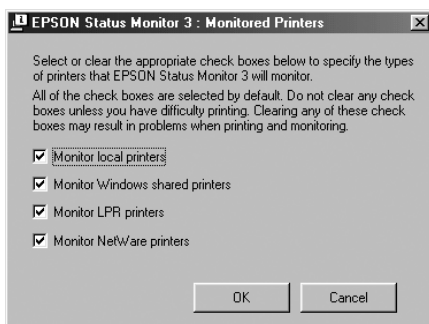 EPSON Status Monitor 3 : Monitored Printers
Select or clear the appropriate check boxes below to specify the types
of printers that EPSON Status Monitor 3 will monitor.
All of the check boxes are selected by default. Do not clear any check
boxes unless you have difficulty printing. Clearing any of these check
boxes may result in problems when printing and monitoring.
Monitor local printers
Monitor Windows shared printers
Monitor LPR printers
Monitor NetWare printers
OK Cancel